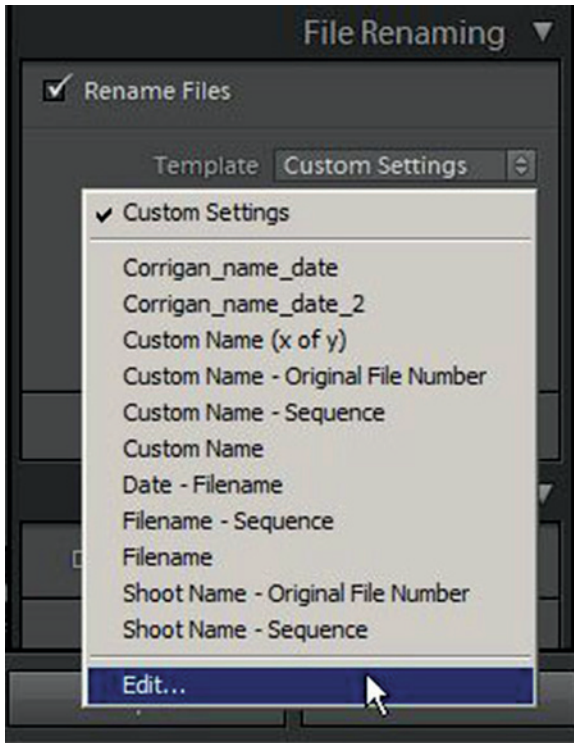 File Renaming
Rename Files
Template Custom Settings
Custom Settings
Corrigan_name_date
Corrigan_name_date_2
Custom Name (x of y)
Custom Name - Original File Number
Custom Name - Sequence
Custom Name
Date - Filename
Filename - Sequence
Filename
Shoot Name - Original File Number
Shoot Name - Sequence
Edit...